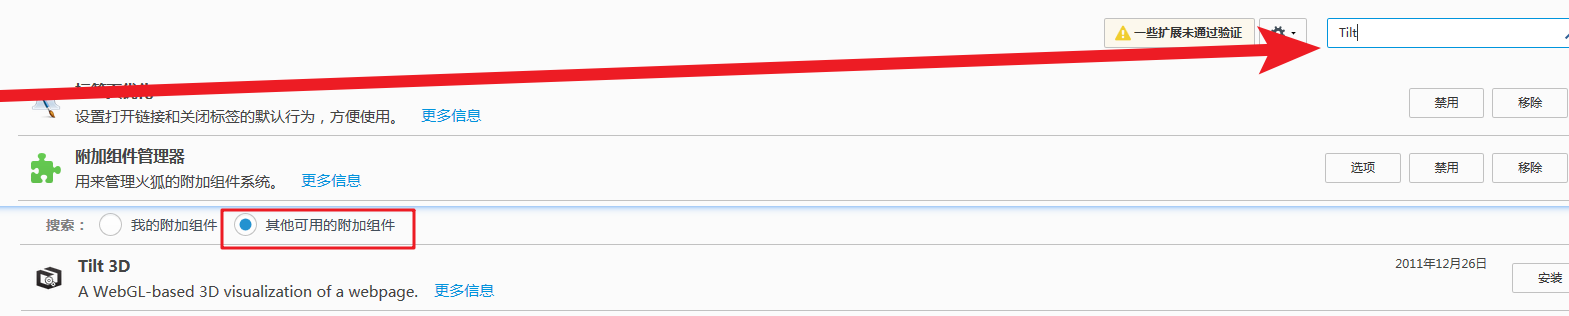 一些扩展未通过验证
Tilt
设置打开链接和关闭标签的默认行为，方便使用。 更多信息
禁用 移除
附加组件管理器
用来管理火狐的附加组件系统。 更多信息
选项 禁用 移除
搜索： 我的附加组件 其他可用的附加组件
Tilt 3D
2011年12月26日
A WebGL-based 3D visualization of a webpage. 更多信息
安装